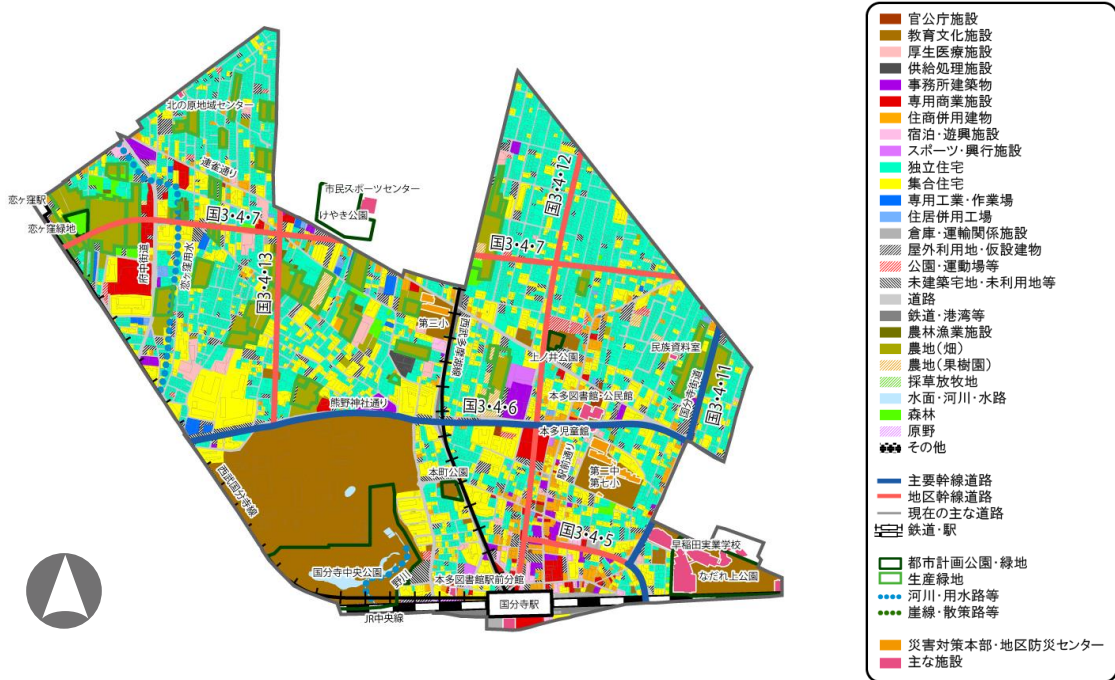 北の原地域センター
連雀通り
恋ヶ窪駅
恋ヶ窪緑地
府中街道
恋ヶ窪用水
国3・4・7
国3・4・13
市民スポーツセンター
けやき公園
国3・4・12
国3・4・7
第三小
西武多摩湖線
上ノ井公園
民族資料室
国分寺街道
国3・4・11
熊野神社通り
国3・4・6
本多図書館・公民館
本多児童館
駅前通り
第二中
第七小
本町公園
西武国分寺線
国3・4・5
早稲田実業学校
なだれ上公園
国分寺中央公園
野川
本多図書館駅前分館
国分寺駅
JR中央線
官公庁施設
教育文化施設
厚生医療施設
供給処理施設
事務所建築物
専用商業施設
住商併用建物
宿泊・遊興施設
スポーツ・興行施設
独立住宅
集合住宅
専用工業・作業場
住居併用工場
倉庫・運輸関係施設
屋外利用地・仮設建物
公園・運動場等
未建築宅地・未利用地等
道路
鉄道・港湾等
農林漁業施設
農地(畑)
農地(果樹園)
採草放牧地
水面・河川・水路
森林
原野
その他
主要幹線道路
地区幹線道路
現在の主な道路
鉄道・駅
都市計画公園・緑地
生産緑地
河川・用水路等
崖線・散策路等
災害対策本部・地区防災センター
主な施設